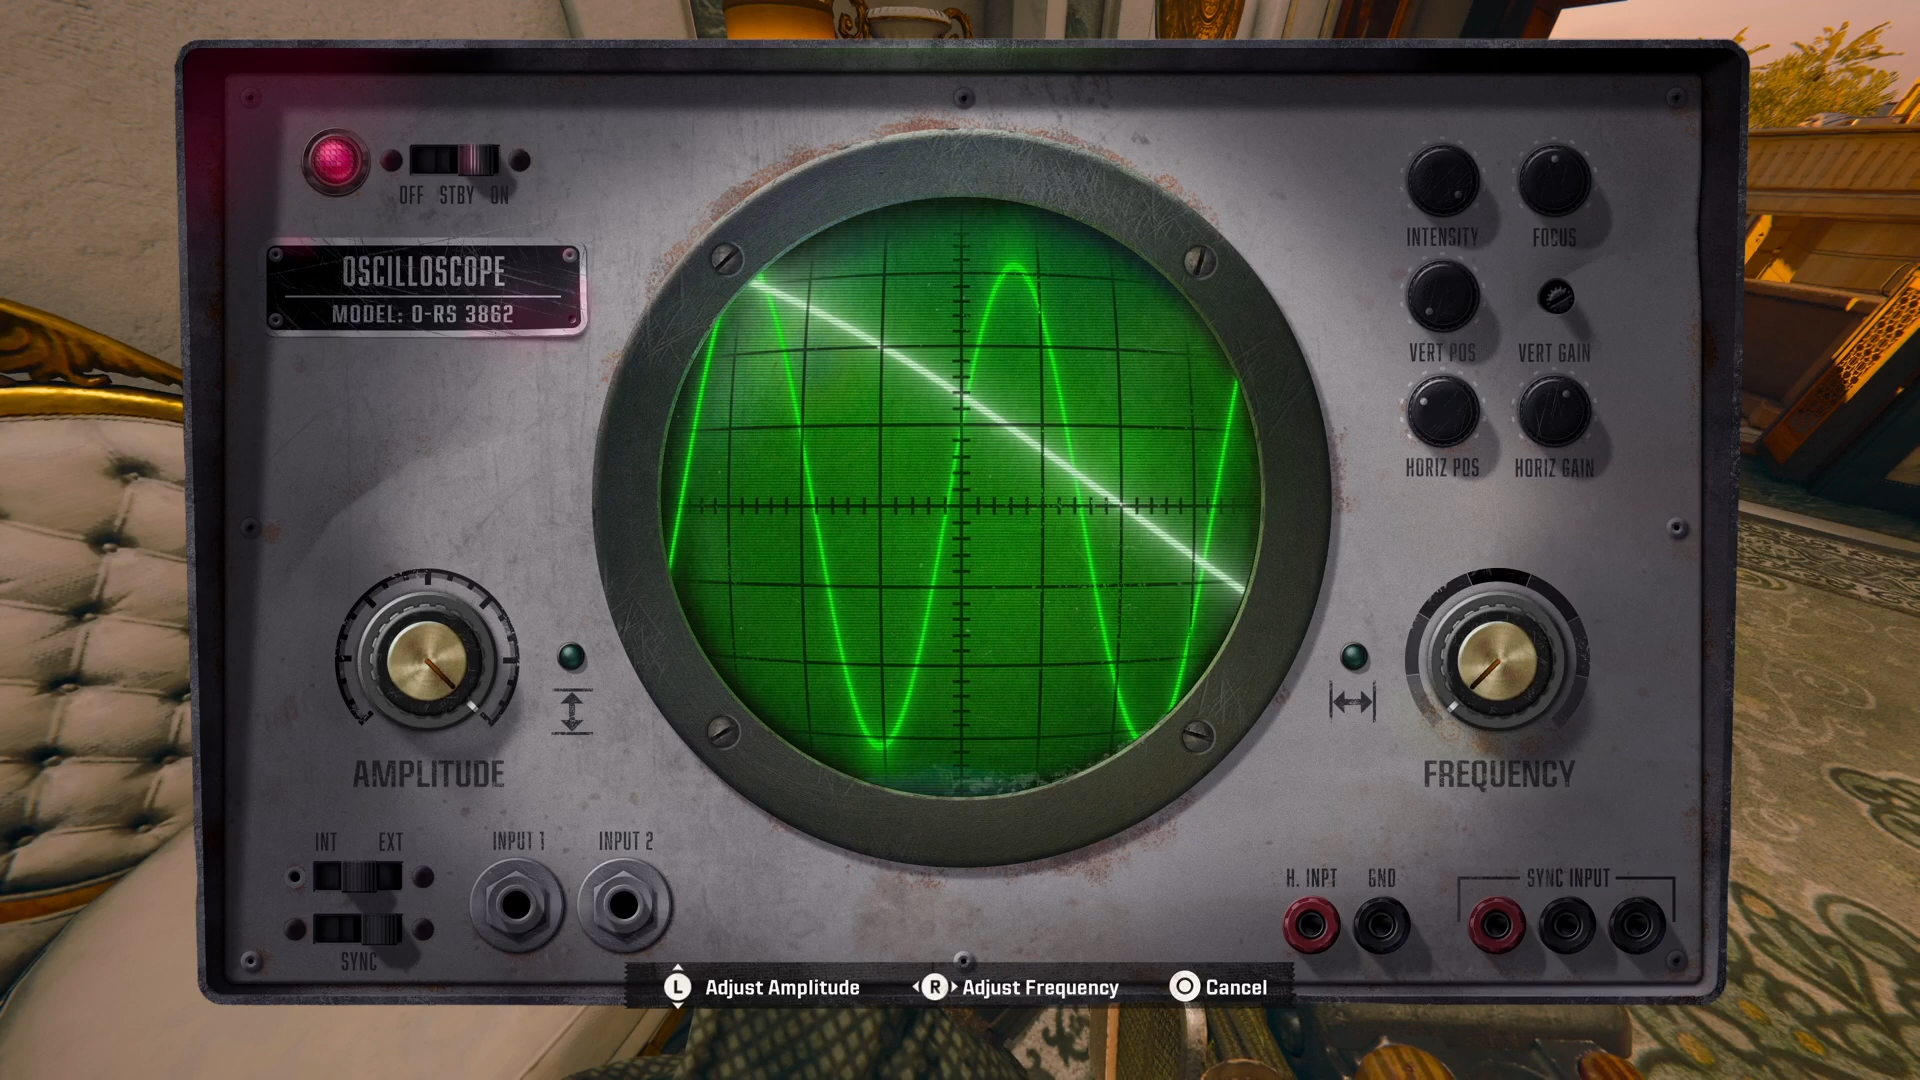 OFF STBY ON
OSCILLOSCOPE
MODEL: O-RS 3862
INTENSITY
FOCUS
VERT POS
VERT GAIN
HORIZ POS
HORIZ GAIN
AMPLITUDE
FREQUENCY
INT EXT
SYNC
INPUT 1
INPUT 2
H. INPT
GND
SYNC INPUT
L Adjust Amplitude
R Adjust Frequency
Cancel